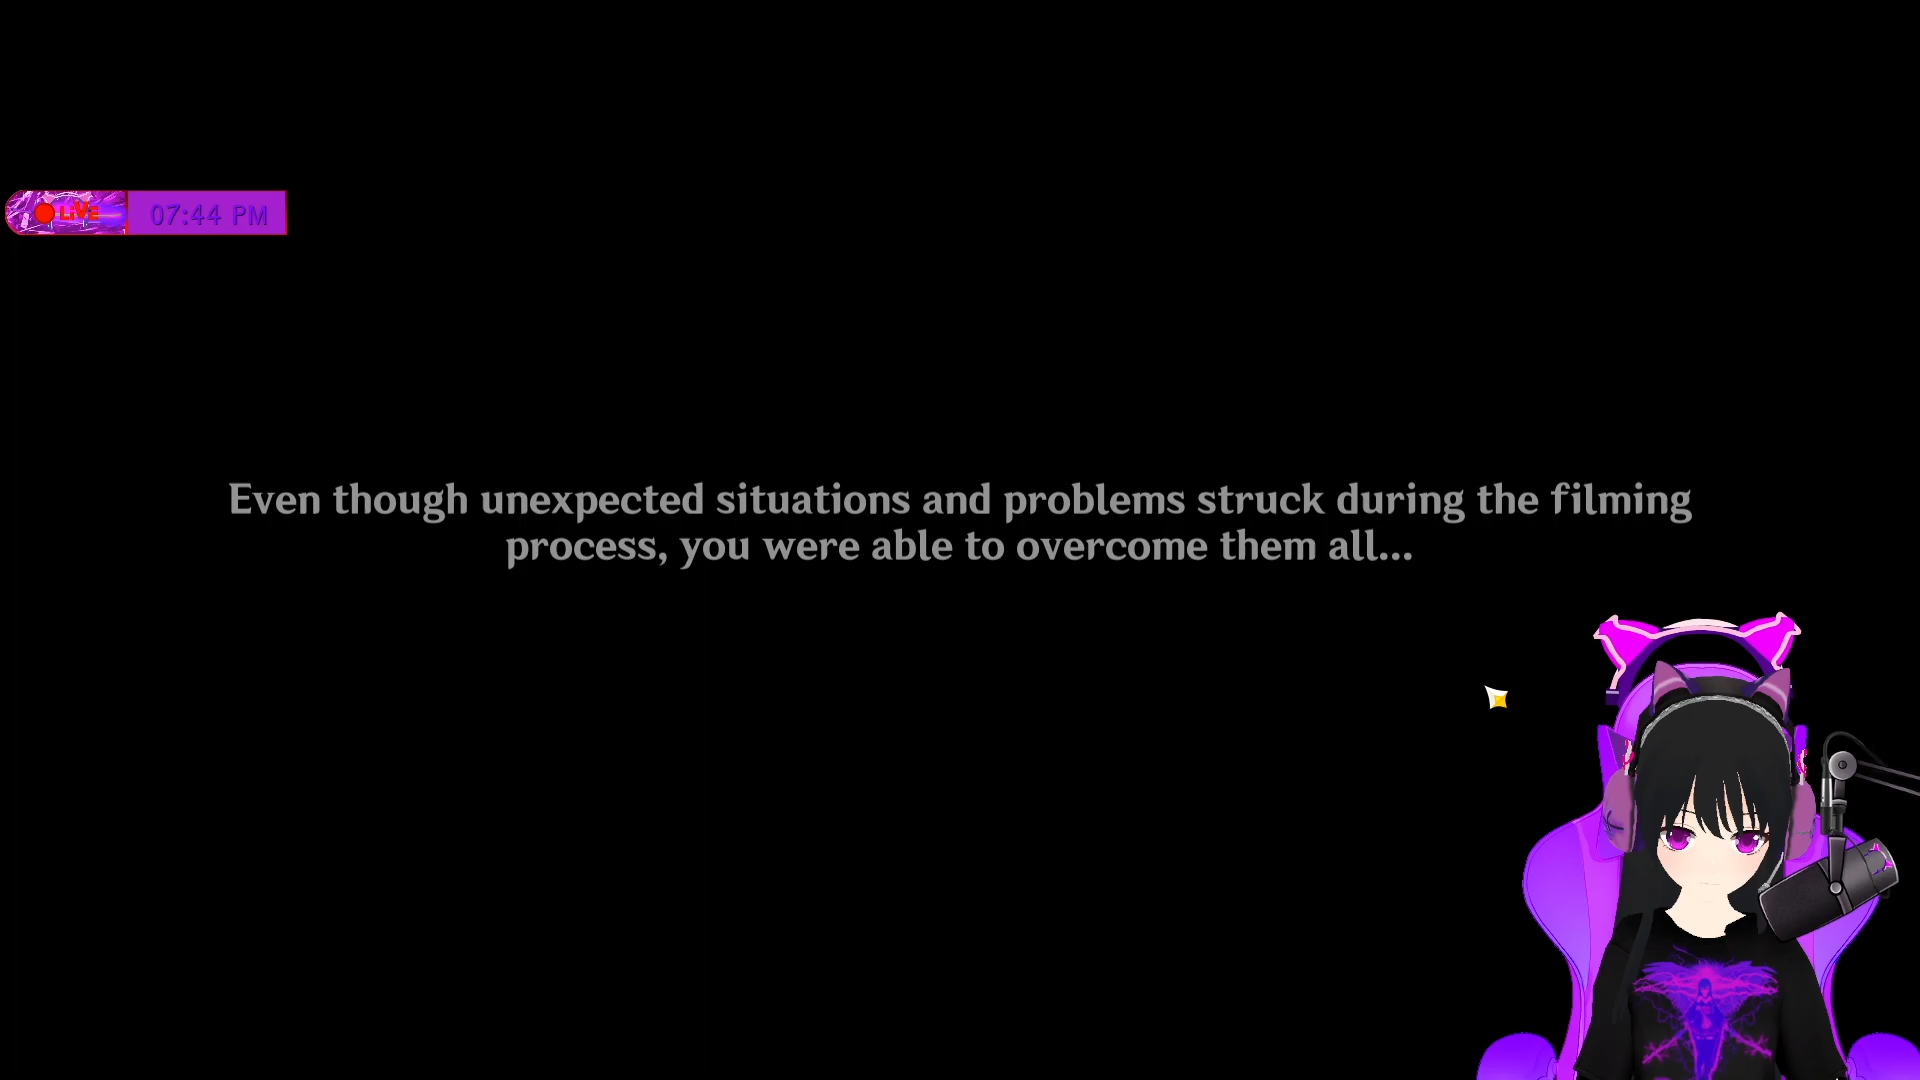 LIVE
07:44 PM
Even though unexpected situations and problems struck during the filming
process, you were able to overcome them all...